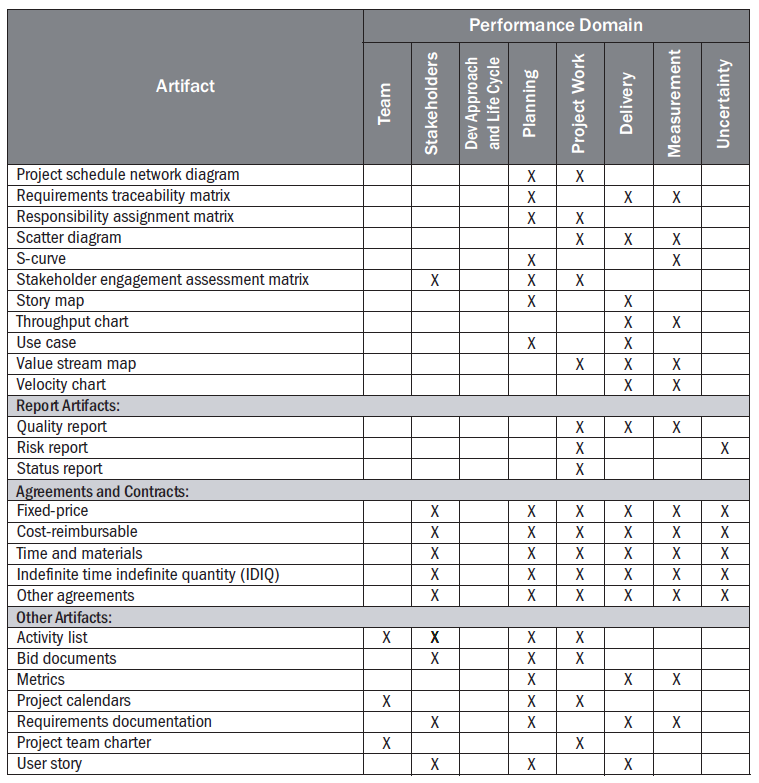 Performance Domain
Artifact
Team
Stakeholders
Dev Approach
and Life Cycle
Planning
Project Work
Delivery
Measurement
Uncertainty
Project schedule network diagram X X
Requirements traceability matrix X X X
Responsibility assignment matrix X X
Scatter diagram X X X
S-curve X X
Stakeholder engagement assessment matrix X X X
Story map X X
Throughput chart X X
Use case X X
Value stream map X X X
Velocity chart X X
Report Artifacts:
Quality report X X X
Risk report X X
Status report X
Agreements and Contracts:
Fixed-price X X X X X X
Cost-reimbursable X X X X X X
Time and materials X X X X X X
Indefinite time indefinite quantity (IDIQ) X X X X X X
Other agreements X X X X X X
Other Artifacts:
Activity list X X X X
Bid documents X X X
Metrics X X X
Project calendars X X X
Requirements documentation X X X X
Project team charter X X
User story X X X